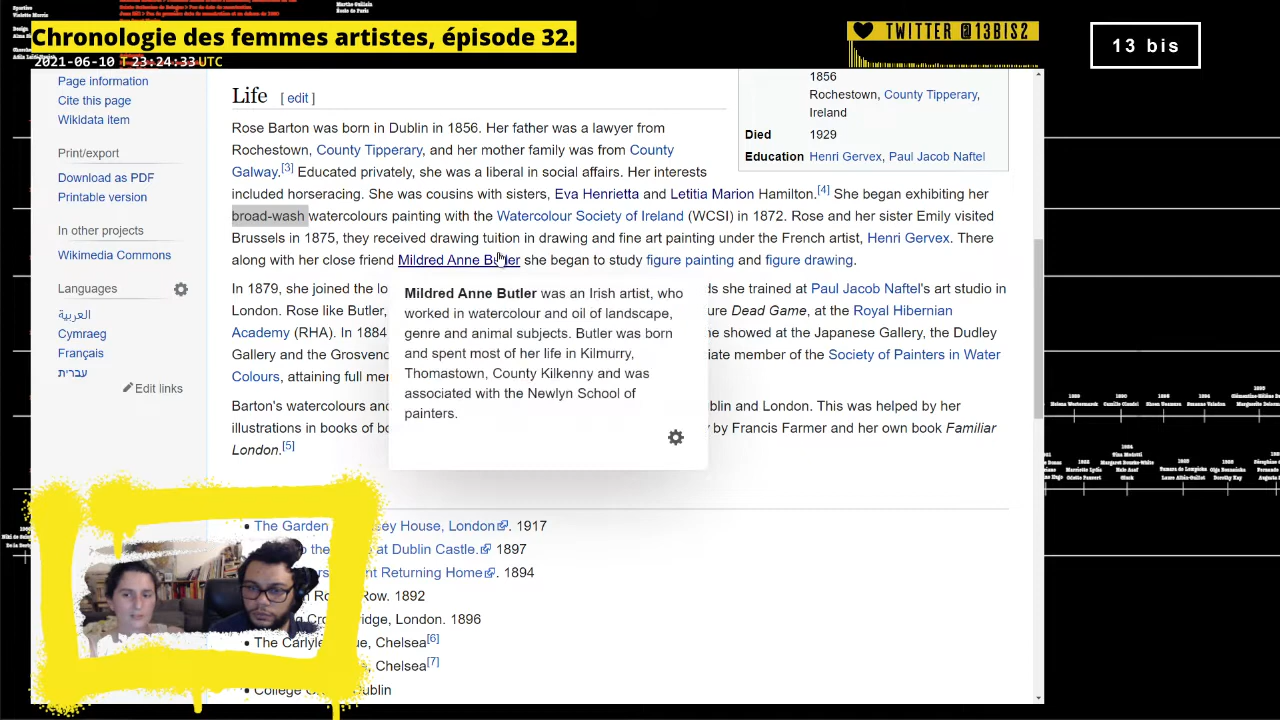 Sportive
Violette Morris
Design
Marthe Guillain
École de Paris
Chronologie des femmes artistes, épisode 32.
2021-06-10 T 23:24:33 UTC
TWITTER @13BIS2
13 bis
Page information
Cite this page
Wikidata item
Print/export
Download as PDF
Printable version
In other projects
Wikimedia Commons
Languages
العربية
Cymraeg
Français
עברית
Edit links
Life [ edit ]
Rose Barton was born in Dublin in 1856. Her father was a lawyer from
Rochestown, County Tipperary, and her mother family was from County
Galway.[3] Educated privately, she was a liberal in social affairs. Her interests
included horseracing. She was cousins with sisters, Eva Henrietta and Letitia Marion Hamilton.[4] She began exhibiting her
broad-wash watercolours painting with the Watercolour Society of Ireland (WCSI) in 1872. Rose and her sister Emily visited
Brussels in 1875, they received drawing tuition in drawing and fine art painting under the French artist, Henri Gervex. There
along with her close friend Mildred Anne Butler she began to study figure painting and figure drawing.
1856
Rochestown, County Tipperary,
Ireland
Died 1929
Education Henri Gervex, Paul Jacob Naftel
In 1879, she joined the lo ds she trained at Paul Jacob Naftel's art studio in
London. Rose like Butler, ure Dead Game, at the Royal Hibernian
Academy (RHA). In 1884 ne showed at the Japanese Gallery, the Dudley
Gallery and the Grosveno iate member of the Society of Painters in Water
Colours, attaining full mer
Barton's watercolours and blin and London. This was helped by her
illustrations in books of bo y by Francis Farmer and her own book Familiar
London.[5]
Mildred Anne Butler was an Irish artist, who
worked in watercolour and oil of landscape,
genre and animal subjects. Butler was born
and spent most of her life in Kilmurry,
Thomastown, County Kilkenny and was
associated with the Newlyn School of
painters.
The Garden sey House, London. 1917
the at Dublin Castle. 1897
nt Returning Home. 1894
Row. 1892
ridge, London. 1896
The Carlyle ue, Chelsea[6]
e, Chelsea[7]
College G ublin